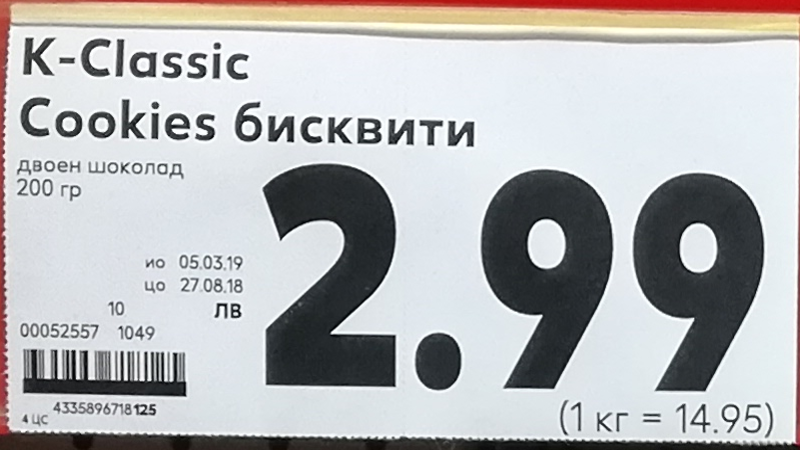 K-Classic
Cookies бисквити
двоен шоколад
200 гр
2.99
ио 05.03.19
цо 27.08.18
10 ЛВ
00052557 1049
4335896718125
4 ЦС
(1 кг = 14.95)